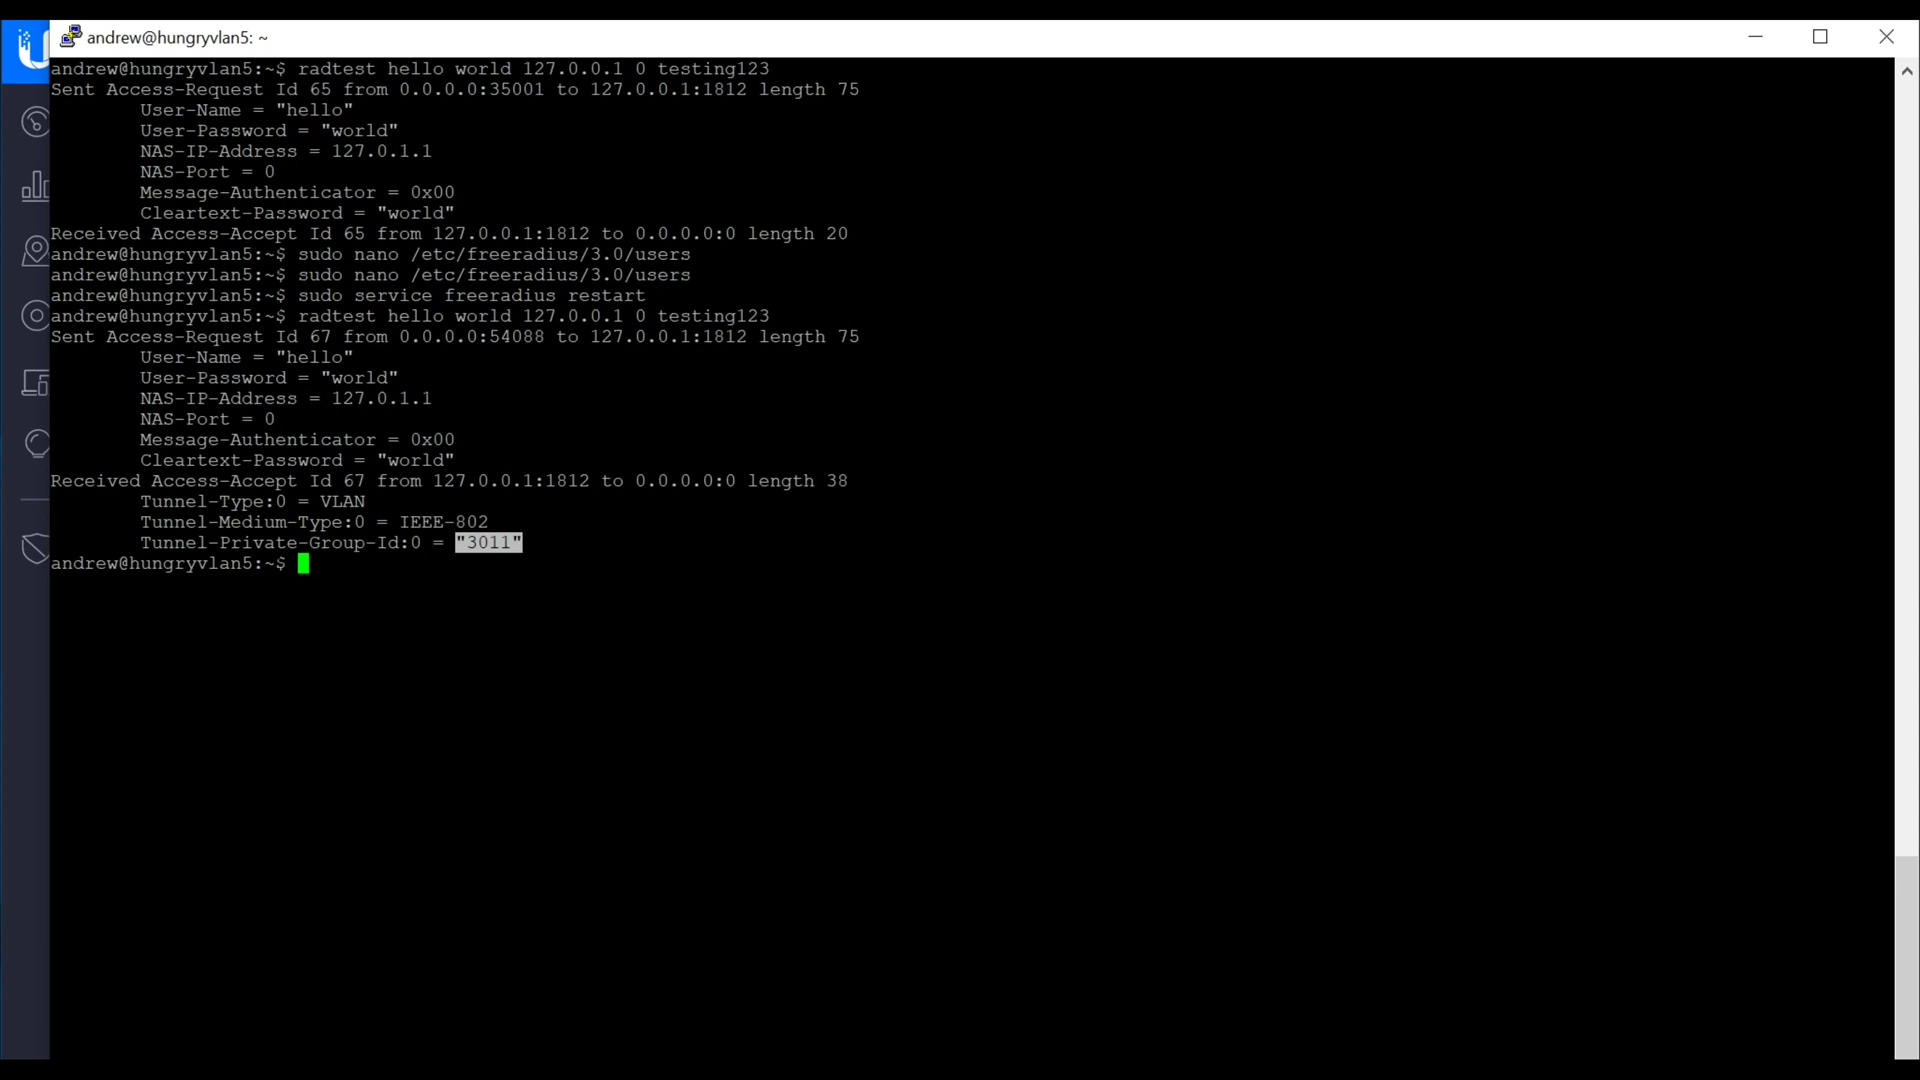 andrew@hungryvlan5: ~
andrew@hungryvlan5:~$ radtest hello world 127.0.0.1 0 testing123
Sent Access-Request Id 65 from 0.0.0.0:35001 to 127.0.0.1:1812 length 75
User-Name = "hello"
User-Password = "world"
NAS-IP-Address = 127.0.1.1
NAS-Port = 0
Message-Authenticator = 0x00
Cleartext-Password = "world"
Received Access-Accept Id 65 from 127.0.0.1:1812 to 0.0.0.0:0 length 20
andrew@hungryvlan5:~$ sudo nano /etc/freeradius/3.0/users
andrew@hungryvlan5:~$ sudo nano /etc/freeradius/3.0/users
andrew@hungryvlan5:~$ sudo service freeradius restart
andrew@hungryvlan5:~$ radtest hello world 127.0.0.1 0 testing123
Sent Access-Request Id 67 from 0.0.0.0:54088 to 127.0.0.1:1812 length 75
User-Name = "hello"
User-Password = "world"
NAS-IP-Address = 127.0.1.1
NAS-Port = 0
Message-Authenticator = 0x00
Cleartext-Password = "world"
Received Access-Accept Id 67 from 127.0.0.1:1812 to 0.0.0.0:0 length 38
Tunnel-Type:0 = VLAN
Tunnel-Medium-Type:0 = IEEE-802
Tunnel-Private-Group-Id:0 = "3011"
andrew@hungryvlan5:~$